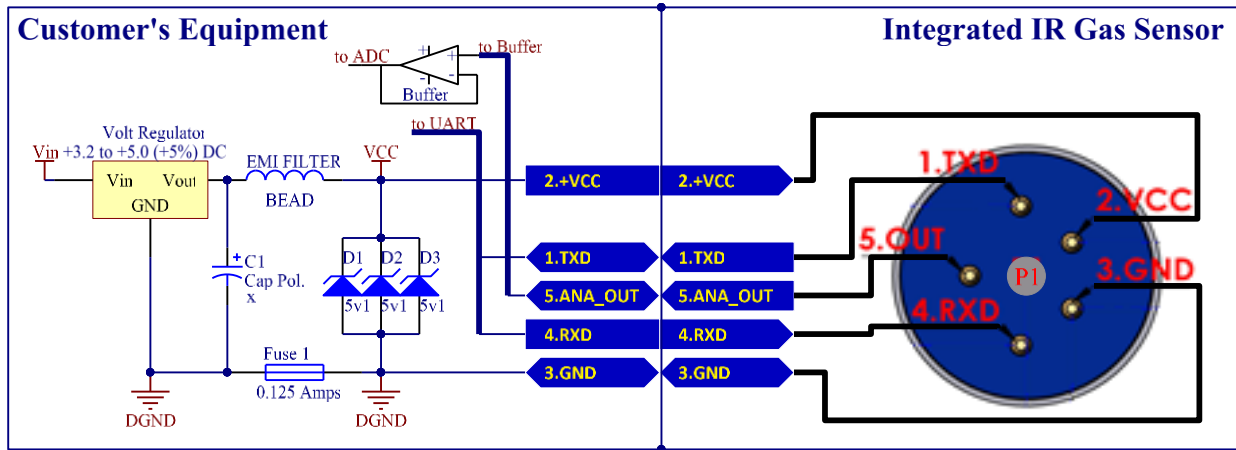 Customer's Equipment
Integrated IR Gas Sensor
to ADC
to Buffer
+
-
+
-
Buffer
to UART
Volt Regulator
Vin +3.2 to +5.0 (+5%) DC
EMI FILTER
VCC
Vin Vout
GND
BEAD
2.+VCC
2.+VCC
1.TXD
2.VCC
D1 D2 D3
1.TXD
1.TXD
5.OUT
+
C1
Cap Pol.
x
5v1 5v1 5v1
5.ANA_OUT
5.ANA_OUT
P1
3.GND
4.RXD
4.RXD
4.RXD
Fuse 1
0.125 Amps
3.GND
3.GND
DGND
DGND